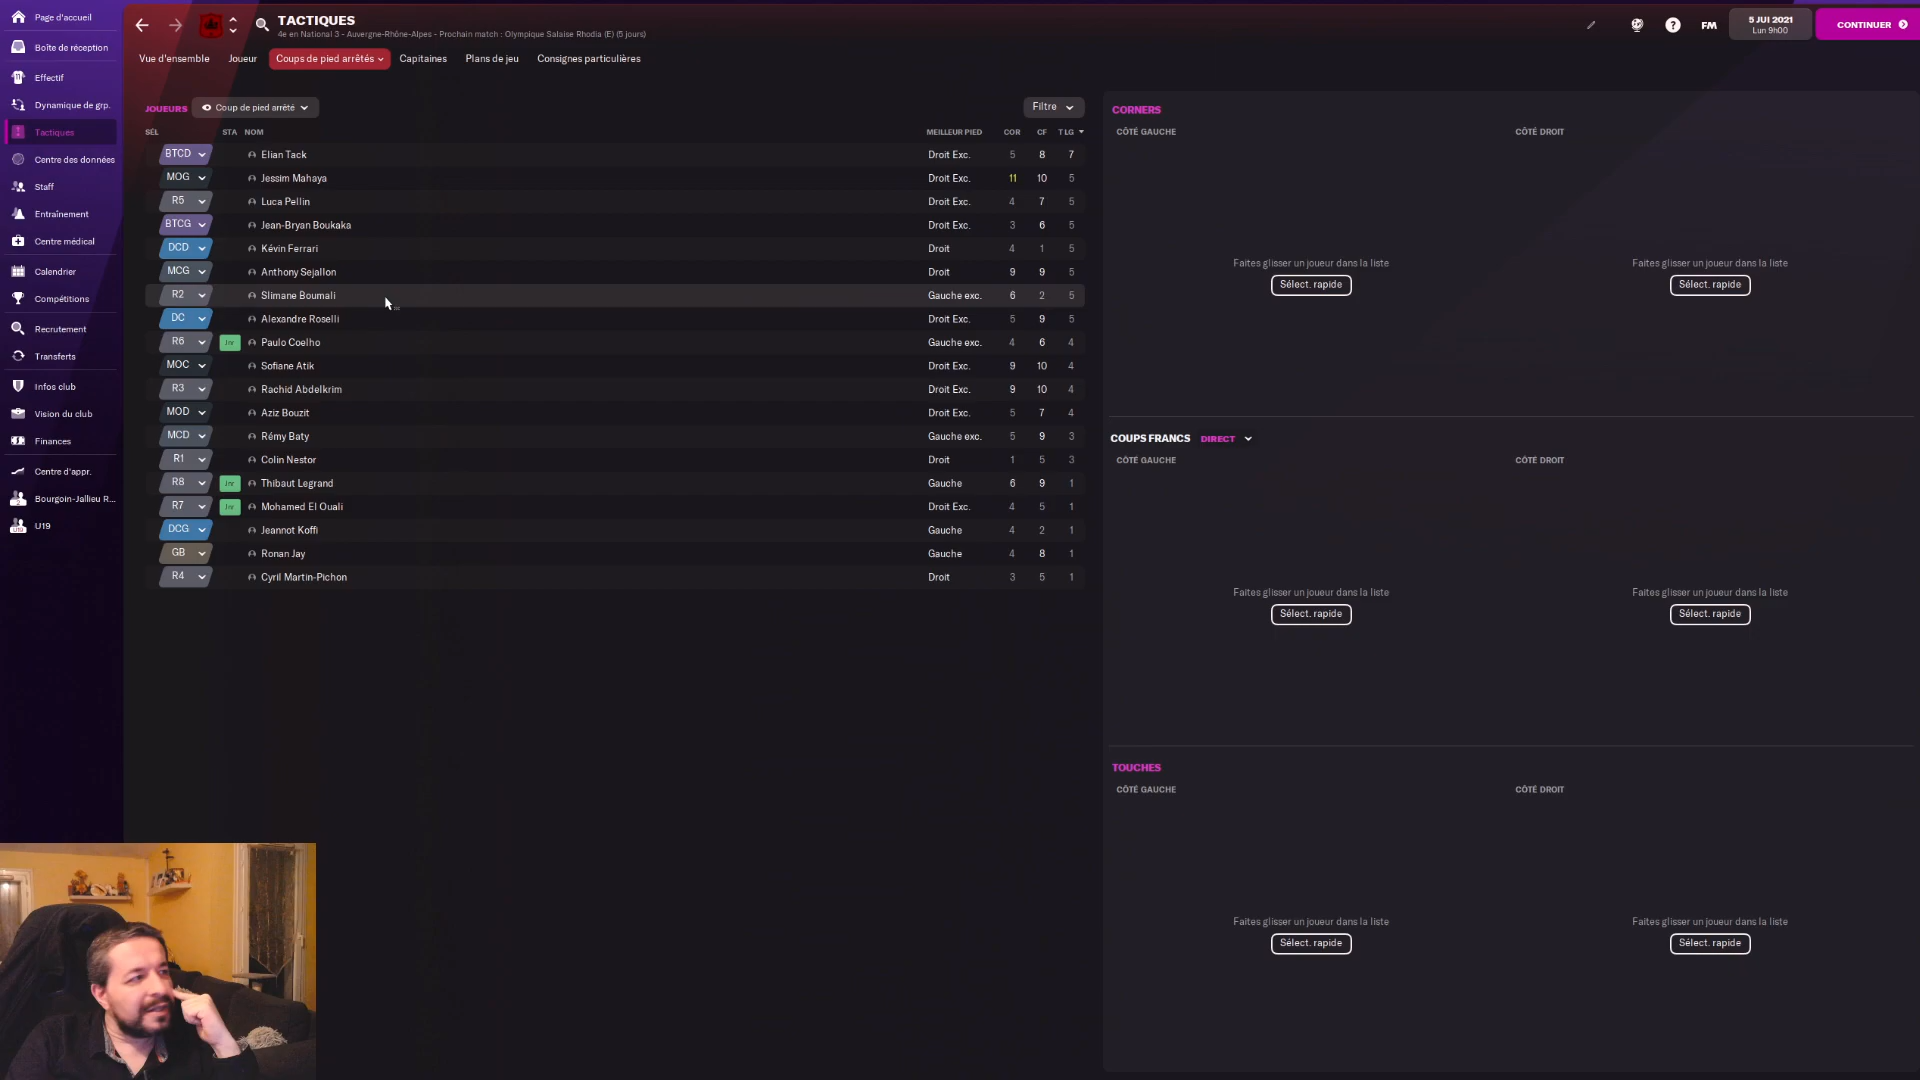 Page d'accueil
Boîte de réception
Effectif
Dynamique de grp.
Tactiques
Centre des données
Staff
Entraînement
Centre médical
Calendrier
Compétitions
Recrutement
Transferts
Infos club
Vision du club
Finances
Centre d'appr.
Bourgoin-Jallieu R...
U19
TACTIQUES
4e en National 3 - Auvergne-Rhône-Alpes - Prochain match : Olympique Salaise Rhodia (E) (5 jours)
FM
5 JUI 2021
Lun 9h00
CONTINUER
Vue d'ensemble Joueur Coups de pied arrêtés Capitaines Plans de jeu Consignes particulières
JOUEURS Coup de pied arrêté Filtre
SÉL STA NOM MEILLEUR PIED COR CF T LG
BTCD Elian Tack Droit Exc. 5 8 7
MOG Jessim Mahaya Droit Exc. 11 10 5
R5 Luca Pellin Droit Exc. 4 7 5
BTCG Jean-Bryan Boukaka Droit Exc. 3 6 5
DCD Kévin Ferrari Droit 4 1 5
MCG Anthony Sejallon Droit 9 9 5
R2 Slimane Boumali Gauche exc. 6 2 5
DC Alexandre Roselli Droit Exc. 5 9 5
R6 Jnr Paulo Coelho Gauche exc. 4 6 4
MOC Sofiane Atik Droit Exc. 9 10 4
R3 Rachid Abdelkrim Droit Exc. 9 10 4
MOD Aziz Bouzit Droit Exc. 5 7 4
MCD Rémy Baty Gauche exc. 5 9 3
R1 Colin Nestor Droit 1 5 3
R8 Jnr Thibaut Legrand Gauche 6 9 1
R7 Jnr Mohamed El Ouali Droit Exc. 4 5 1
DCG Jeannot Koffi Gauche 4 2 1
GB Ronan Jay Gauche 4 8 1
R4 Cyril Martin-Pichon Droit 3 5 1
CORNERS
CÔTÉ GAUCHE CÔTÉ DROIT
Faites glisser un joueur dans la liste Faites glisser un joueur dans la liste
Sélect. rapide Sélect. rapide
COUPS FRANCS DIRECT
CÔTÉ GAUCHE CÔTÉ DROIT
Faites glisser un joueur dans la liste Faites glisser un joueur dans la liste
Sélect. rapide Sélect. rapide
TOUCHES
CÔTÉ GAUCHE CÔTÉ DROIT
Faites glisser un joueur dans la liste Faites glisser un joueur dans la liste
Sélect. rapide Sélect. rapide